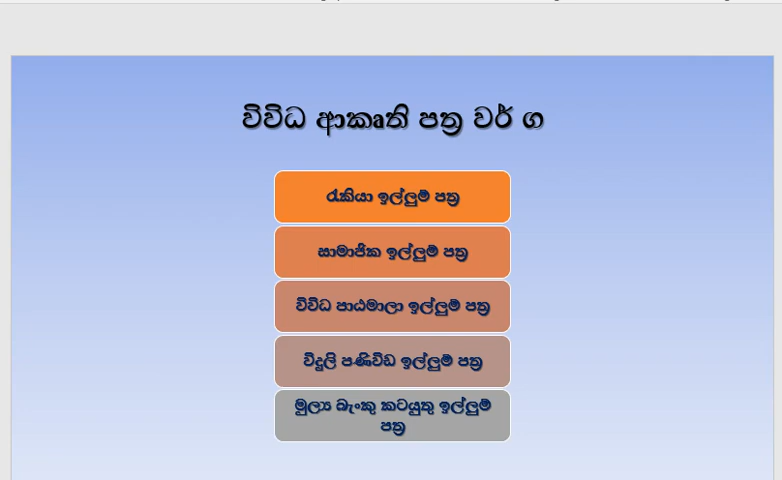 විවිධ ආකෘති පත්‍ර වර් ග
රැකියා ඉල්ලුම් පත්‍ර
සාමාජික ඉල්ලුම් පත්‍ර
විවිධ පාඨමාලා ඉල්ලුම් පත්‍ර
විදුලි පණිවිඩ ඉල්ලුම් පත්‍ර
මුල්‍ය බැංකු කටයුතු ඉල්ලුම්
පත්‍ර